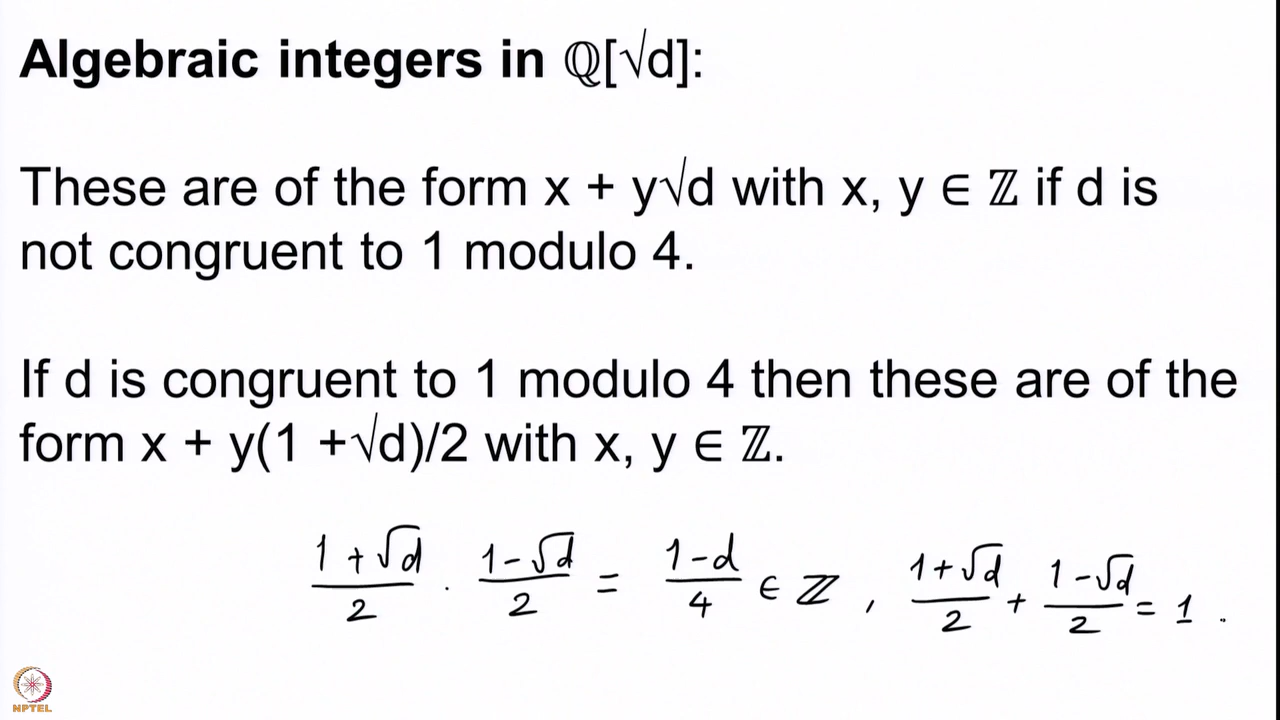 Algebraic integers in ℚ[√d]:
These are of the form x + y√d with x, y ∈ ℤ if d is
not congruent to 1 modulo 4.
If d is congruent to 1 modulo 4 then these are of the
form x + y(1 +√d)/2 with x, y ∈ ℤ.
(1+√d)/2 · (1-√d)/2 = (1-d)/4 ∈ ℤ , (1+√d)/2 + (1-√d)/2 = 1 .
NPTEL